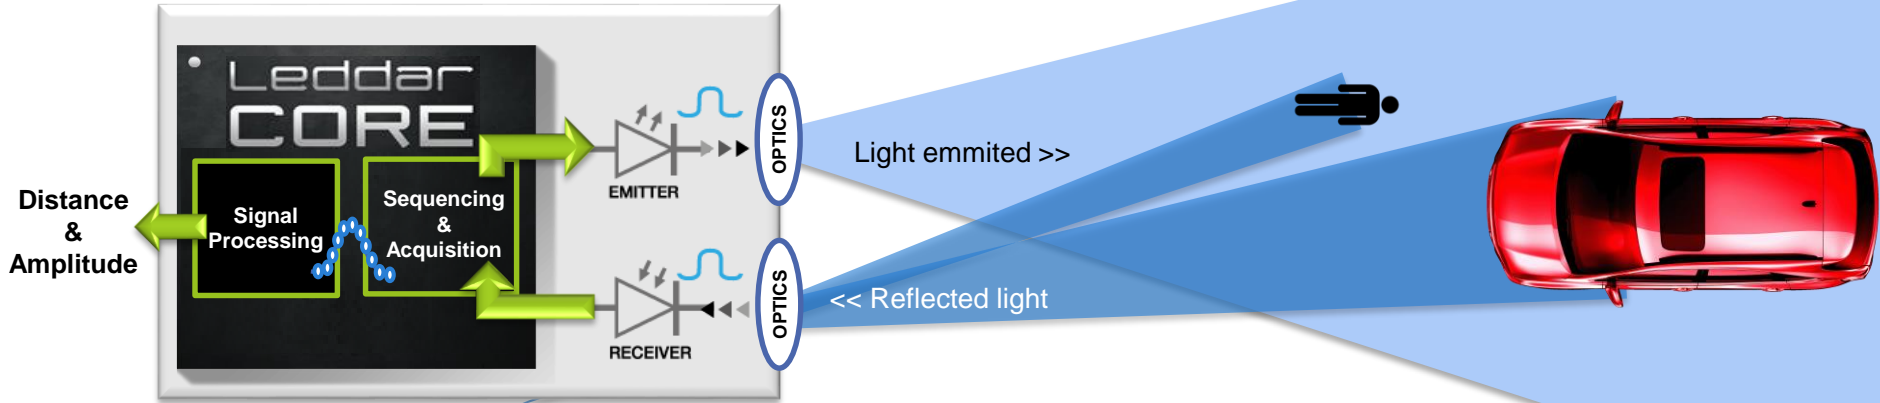 Leddar
CORE
Distance
&
Amplitude
Signal
Processing
Sequencing
&
Acquisition
EMITTER
RECEIVER
OPTICS
OPTICS
Light emmited >>
<< Reflected light